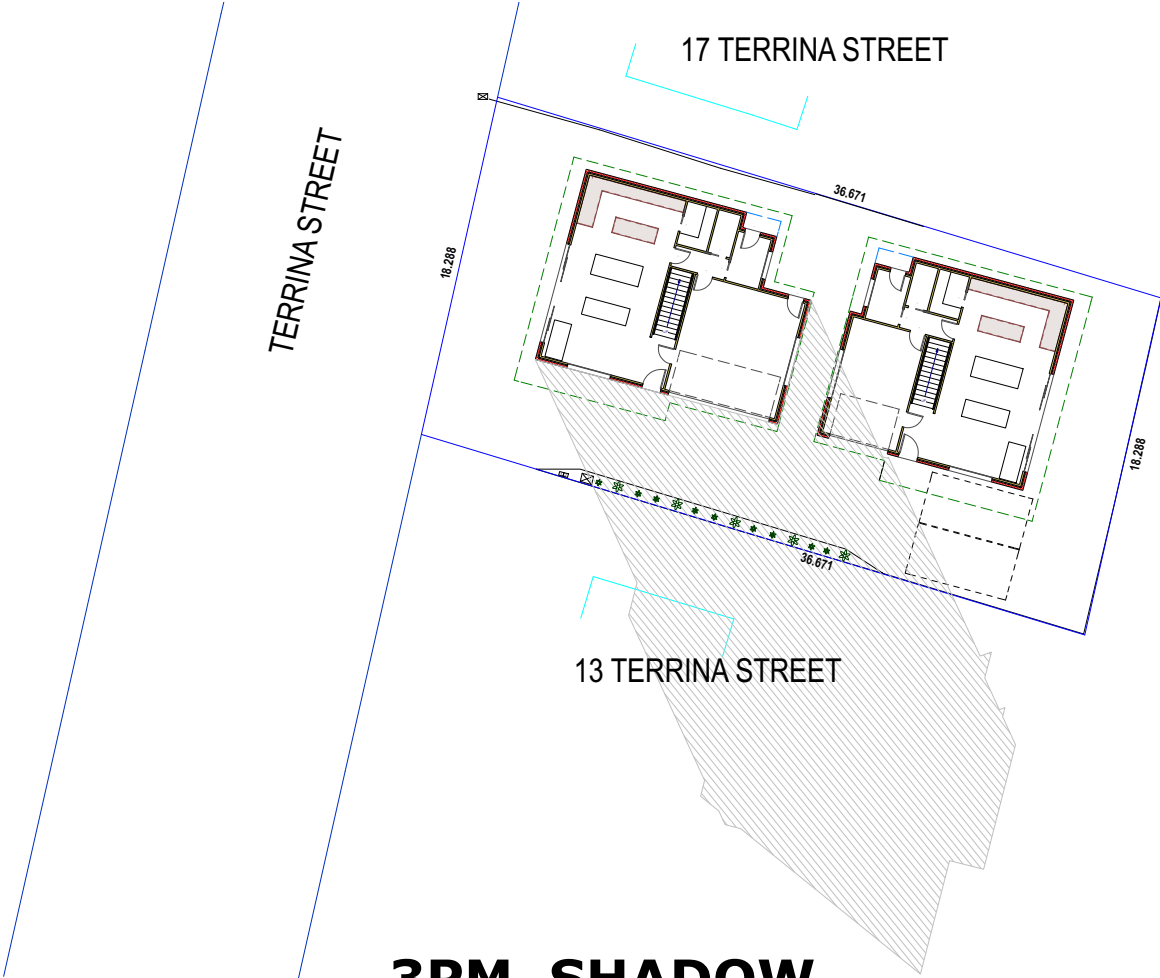 17 TERRINA STREET
TERRINA STREET
36.671
18.288
18.288
36.671
13 TERRINA STREET
3PM SHADOW